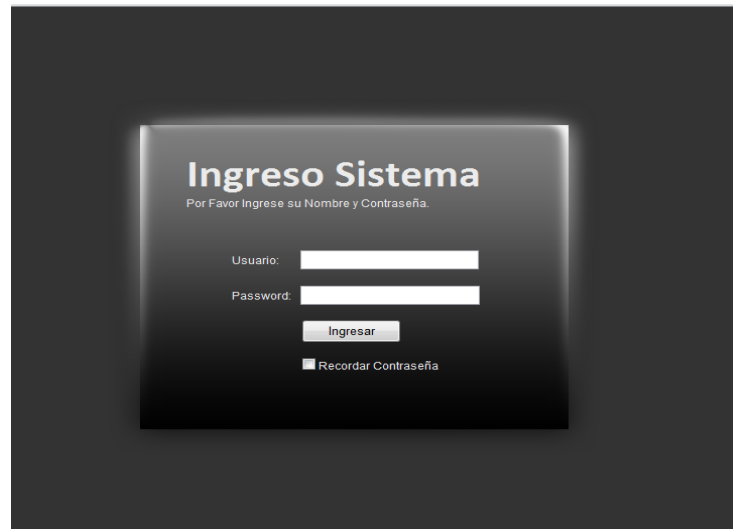 Ingreso Sistema
Por Favor Ingrese su Nombre y Contraseña.
Usuario:
Password:
Ingresar
Recordar Contraseña